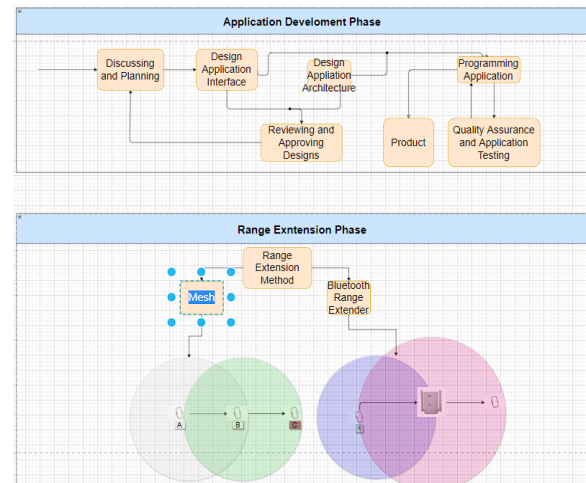 Application Develoment Phase
Discussing
and Planning
Design
Application
Interface
Design
Appliation
Architecture
Programming
Application
Reviewing and
Approving
Designs
Product
Quality Assurance
and Application
Testing
Range Exntension Phase
Range
Extension
Method
Mesh
Bluetooth
Range
Extender
A
B
C